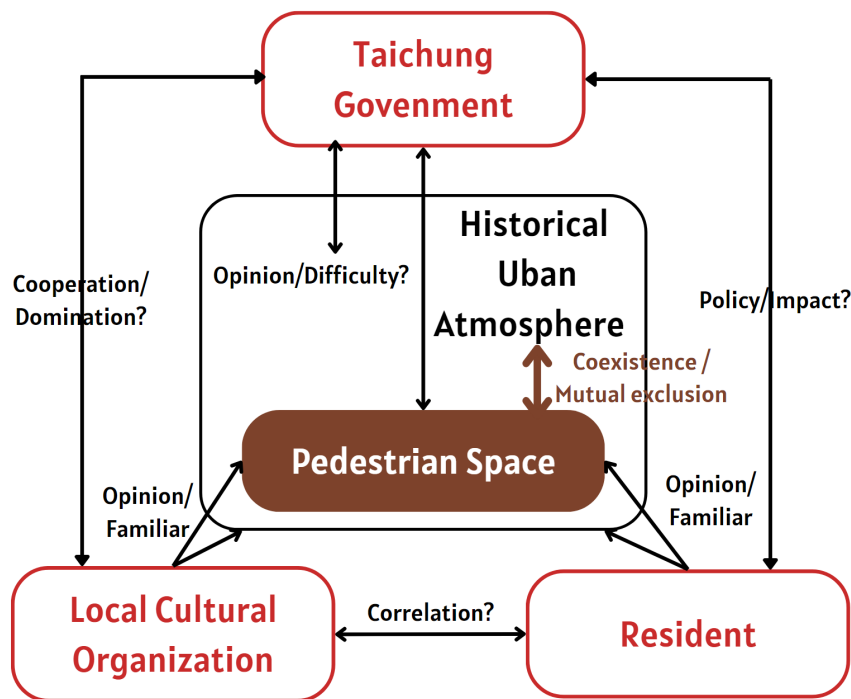 Taichung
Govenment
Historical
Uban
Atmosphere
Opinion/Difficulty?
Cooperation/
Domination?
Policy/Impact?
Coexistence /
Mutual exclusion
Pedestrian Space
Opinion/
Familiar
Opinion/
Familiar
Local Cultural
Organization
Correlation?
Resident